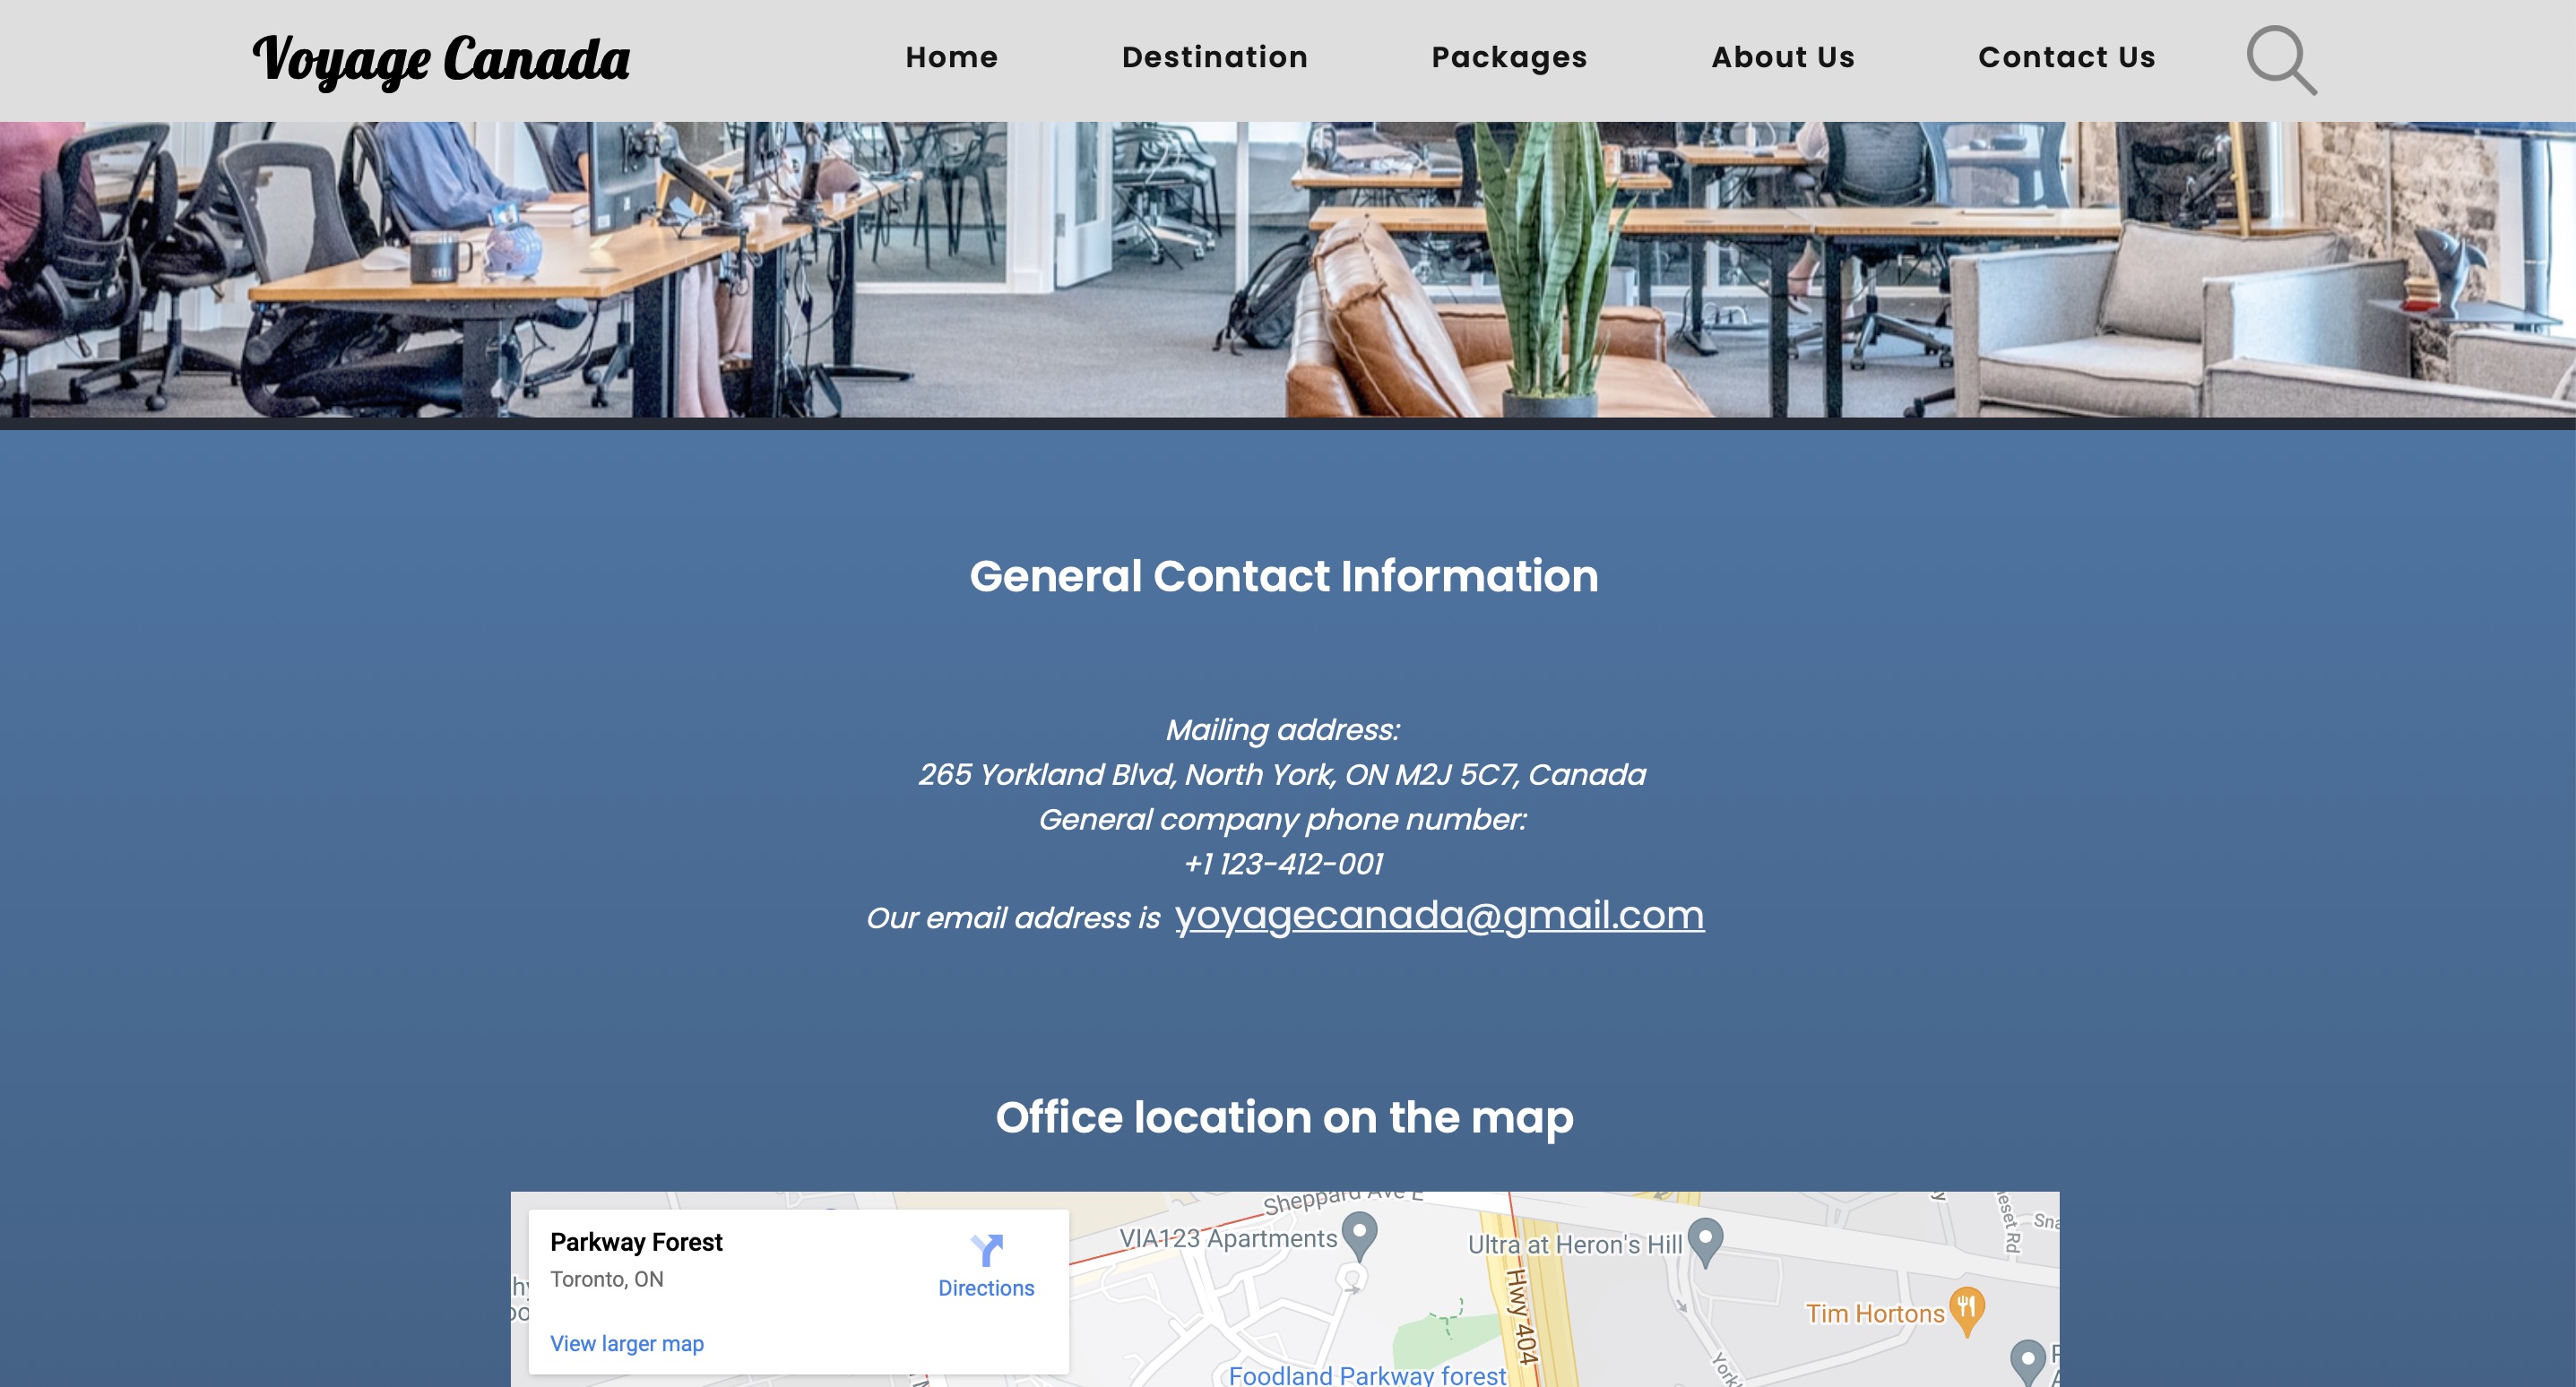 Voyage Canada
Home
Destination
Packages
About Us
Contact Us
General Contact Information
Mailing address:
265 Yorkland Blvd, North York, ON M2J 5C7, Canada
General company phone number:
+1 123-412-001
Our email address is yoyagecanada@gmail.com
Office location on the map
Sheppard Ave E
Parkway Forest
Toronto, ON
Directions
View larger map
VIA123 Apartments
Ultra at Heron's Hill
Hwy 404
Tim Hortons
Foodland Parkway forest